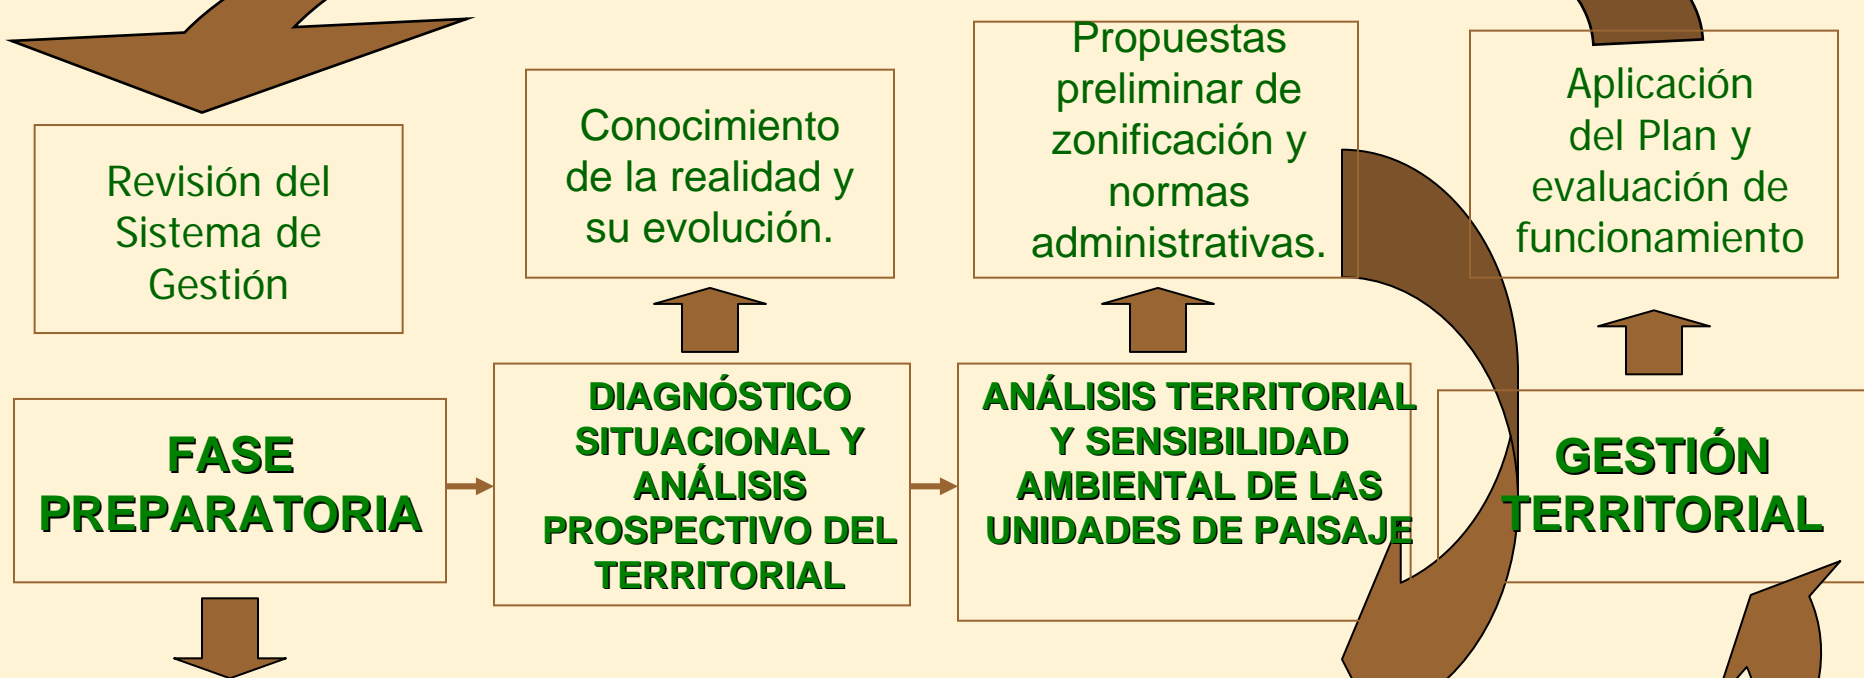 Revisión del
Sistema de
Gestión
Conocimiento
de la realidad y
su evolución.
Propuestas
preliminar de
zonificación y
normas
administrativas.
Aplicación
del Plan y
evaluación de
funcionamiento
FASE
PREPARATORIA
DIAGNÓSTICO
SITUACIONAL Y
ANÁLISIS
PROSPECTIVO DEL
TERRITORIAL
ANÁLISIS TERRITORIAL
Y SENSIBILIDAD
AMBIENTAL DE LAS
UNIDADES DE PAISAJE
GESTIÓN
TERRITORIAL